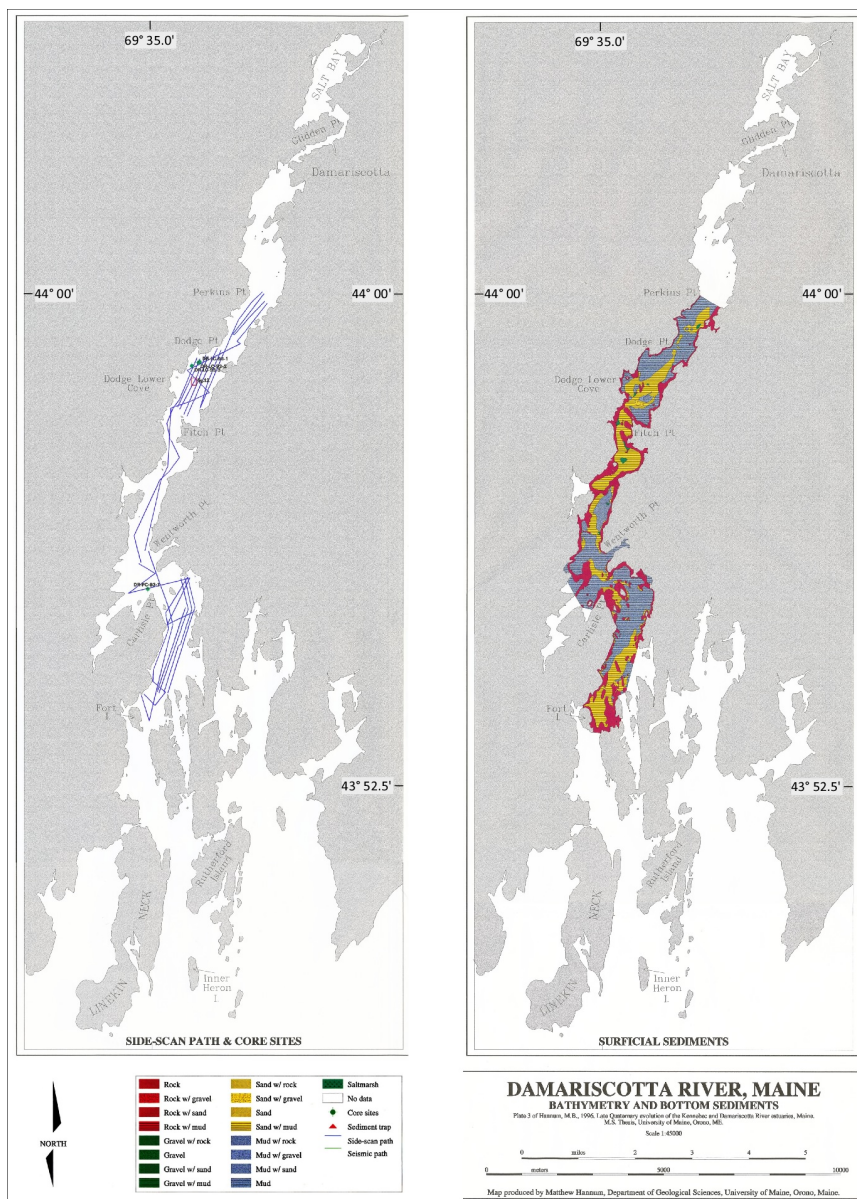 69° 35.0'
SALT BAY
Glidden Pt
Damariscotta
Perkins Pt
44° 00'
44° 00'
Dodge Pt
Dodge Lower
Cove
Fitch Pt
Wentworth Pt
Carlisle Pt
Fort
I.
43° 52.5'
Rutherford
Island
NECK
LINEKIN
Inner
Heron
I.
SIDE-SCAN PATH & CORE SITES
69° 35.0'
SALT BAY
Glidden Pt
Damariscotta
Perkins Pt
44° 00'
44° 00'
Dodge Pt
Dodge Lower
Cove
Fitch Pt
Wentworth Pt
Carlisle Pt
Fort
I.
43° 52.5'
Rutherford
Island
NECK
LINEKIN
Inner
Heron
I.
SURFICIAL SEDIMENTS
NORTH
Rock
Rock w/ gravel
Rock w/ sand
Rock w/ mud
Gravel w/ rock
Gravel
Gravel w/ sand
Gravel w/ mud
Sand w/ rock
Sand w/ gravel
Sand
Sand w/ mud
Mud w/ rock
Mud w/ gravel
Mud w/ sand
Mud
Saltmarsh
No data
Core sites
Sediment trap
Side-scan path
Seismic path
DAMARISCOTTA RIVER, MAINE
BATHYMETRY AND BOTTOM SEDIMENTS
Plate 3 of Hannum, M.B., 1996, Late Quaternary evolution of the Kennebec and Damariscotta River estuaries, Maine.
M.S. Thesis, University of Maine, Orono, ME.
Scale 1:45000
0 miles 2 3 4 5
0 meters 5000 10000
Map produced by Matthew Hannum, Department of Geological Sciences, University of Maine, Orono, Maine.